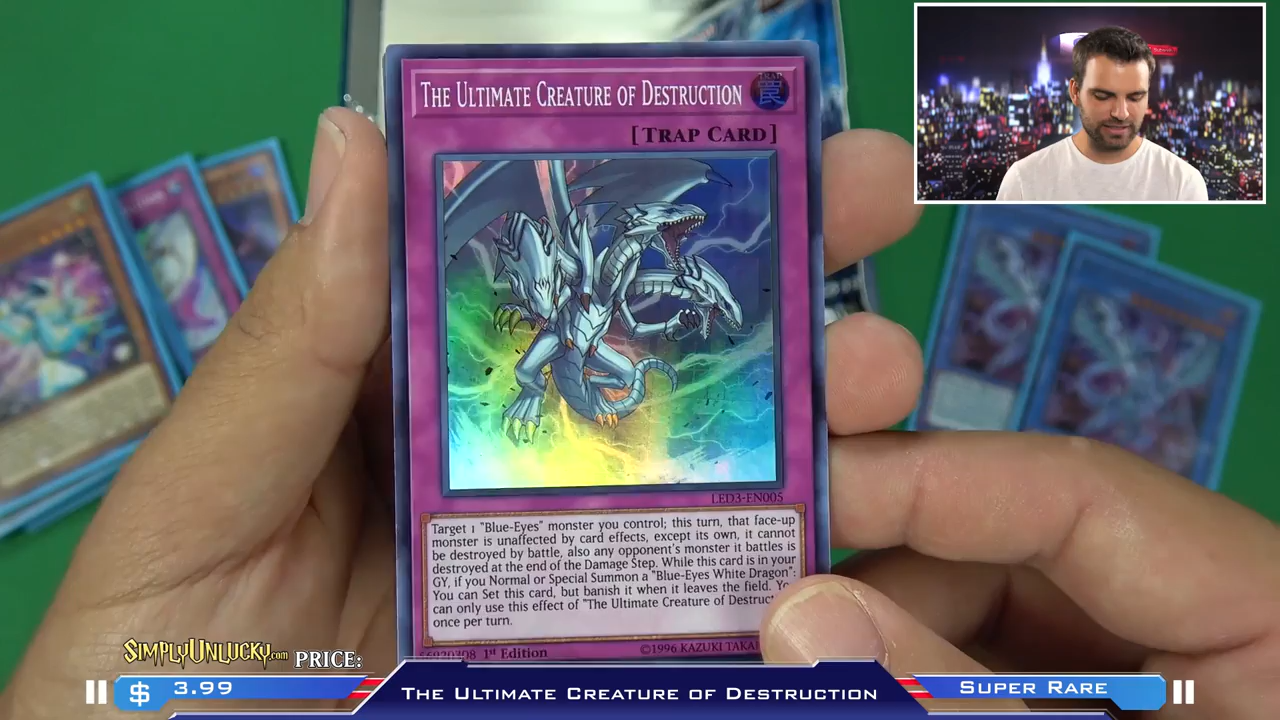 THE ULTIMATE CREATURE OF DESTRUCTION
TRAP
罠
[TRAP CARD]
LED3-EN005
Target 1 "Blue-Eyes" monster you control; this turn, that face-up
monster is unaffected by card effects, except its own, it cannot
be destroyed by battle, also any opponent's monster it battles is
destroyed at the end of the Damage Step. While this card is in your
GY, if you Normal or Special Summon a "Blue-Eyes White Dragon":
You can Set this card, but banish it when it leaves the field.
can only use this effect of "The Ultimate Creature of
once per turn.
1st Edition
©1996 KAZUKI
SIMPLYUNLUCKY.com PRICE:
$ 3.99
THE ULTIMATE CREATURE OF DESTRUCTION
SUPER RARE